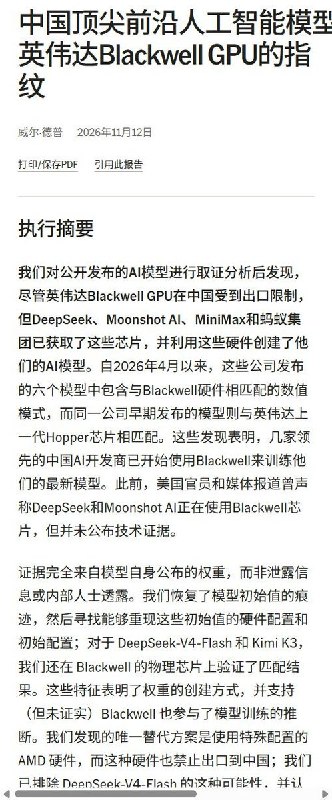 中国顶尖前沿人工智能模型
英伟达Blackwell GPU的指
纹
威尔·德普 2026年11月12日
打印/保存PDF 引用此报告
执行摘要
我们对公开发布的AI模型进行取证分析后发现，
尽管英伟达Blackwell GPU在中国受到出口限制，
但DeepSeek、Moonshot AI、MiniMax和蚂蚁集
团已获取了这些芯片，并利用这些硬件创建了他
们的AI模型。自2026年4月以来，这些公司发布
的六个模型中包含与Blackwell硬件相匹配的数值
模式，而同一公司早期发布的模型则与英伟达上
一代Hopper芯片相匹配。这些发现表明，几家领
先的中国AI开发商已开始使用Blackwell来训练他
们的最新模型。此前，美国官员和媒体报道曾声
称DeepSeek和Moonshot AI正在使用Blackwell芯
片，但并未公布技术证据。
证据完全来自模型自身公布的权重，而非泄露信
息或内部人士透露。我们恢复了模型初始值的痕
迹，然后寻找能够重现这些初始值的硬件配置和
初始配置；对于 DeepSeek-V4-Flash 和 Kimi K3，
我们还在 Blackwell 的物理芯片上验证了匹配结
果。这些特征表明了权重的创建方式，并支持
（但未证实）Blackwell 也参与了模型训练的推
断。我们发现的唯一替代方案是使用特殊配置的
AMD 硬件，而这种硬件也禁止出口到中国；我们
已排除 DeepSeek-V4-Flash 的这种可能性，并认